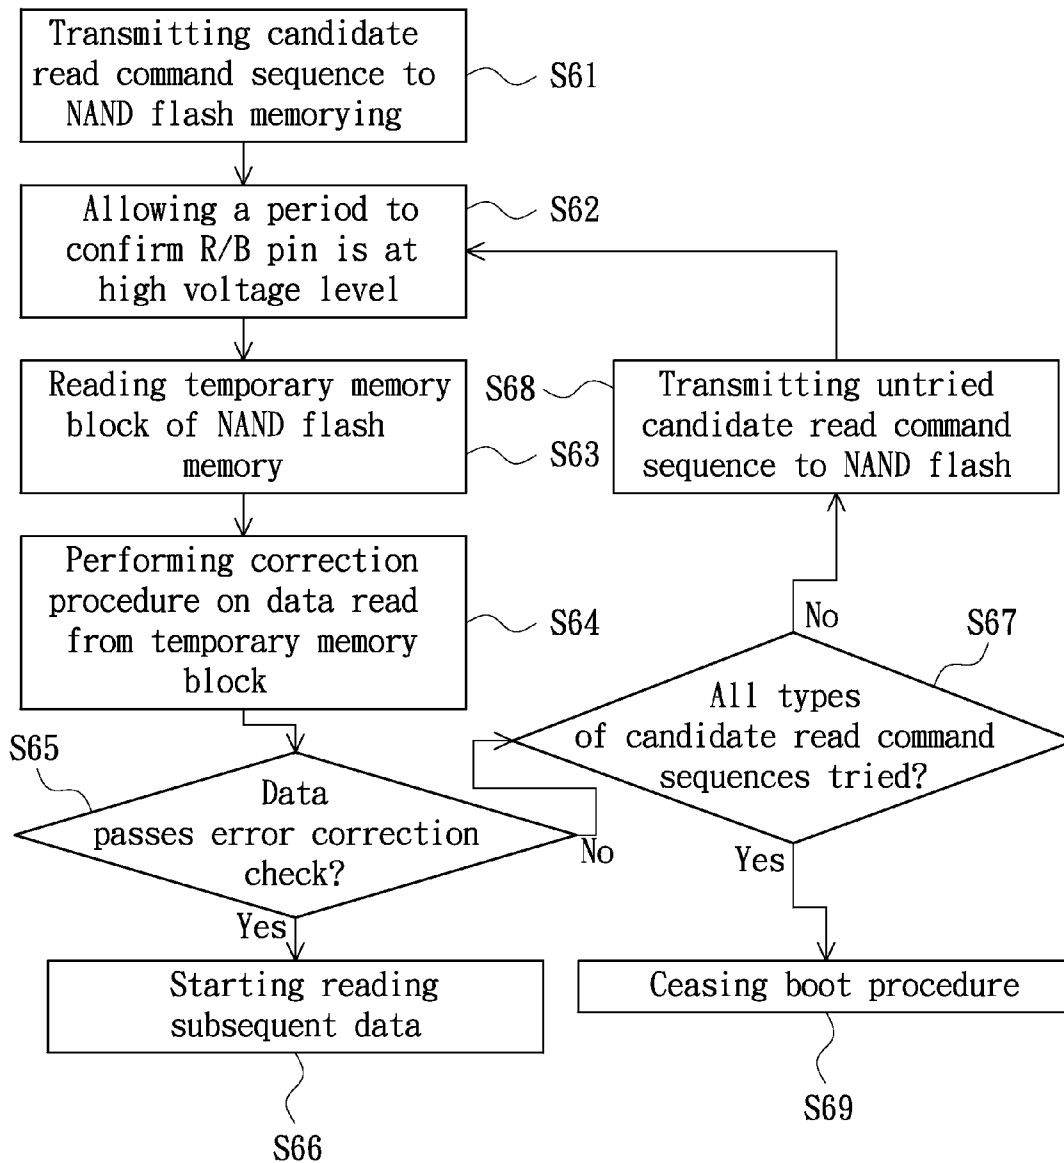 Transmitting candidate
read command sequence to
NAND flash memorying
S61
Allowing a period to
confirm R/B pin is at
high voltage level
S62
Reading temporary memory
block of NAND flash
memory
S63
Performing correction
procedure on data read
from temporary memory
block
S64
S65
Data
passes error correction
check?
No
Yes
Starting reading
subsequent data
S66
S67
All types
of candidate read command
sequences tried?
No
S68
Transmitting untried
candidate read command
sequence to NAND flash
Yes
Ceasing boot procedure
S69